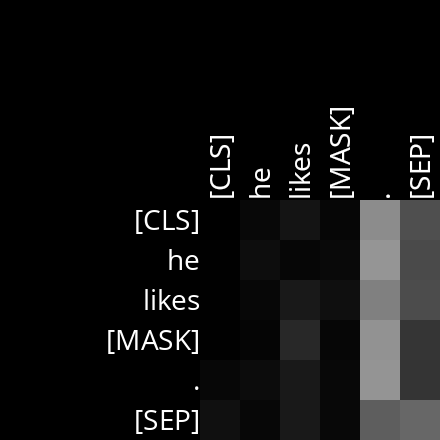 [CLS]
he
likes
[MASK]
.
[SEP]
[CLS]
he
likes
[MASK]
.
[SEP]